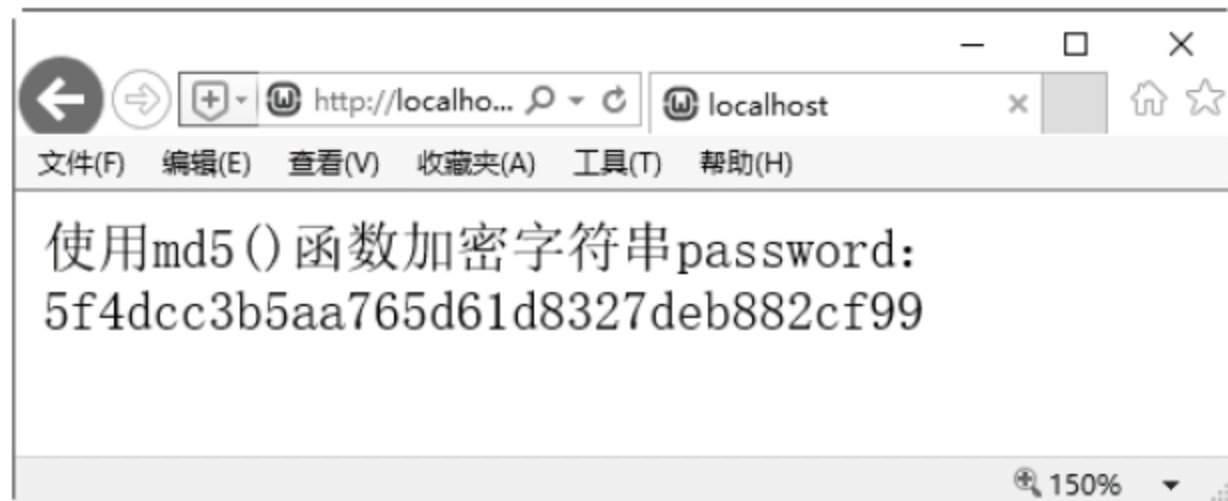 http://localho...
localhost
文件(F) 编辑(E) 查看(V) 收藏夹(A) 工具(T) 帮助(H)
使用md5()函数加密字符串password：
5f4dcc3b5aa765d61d8327deb882cf99
150%